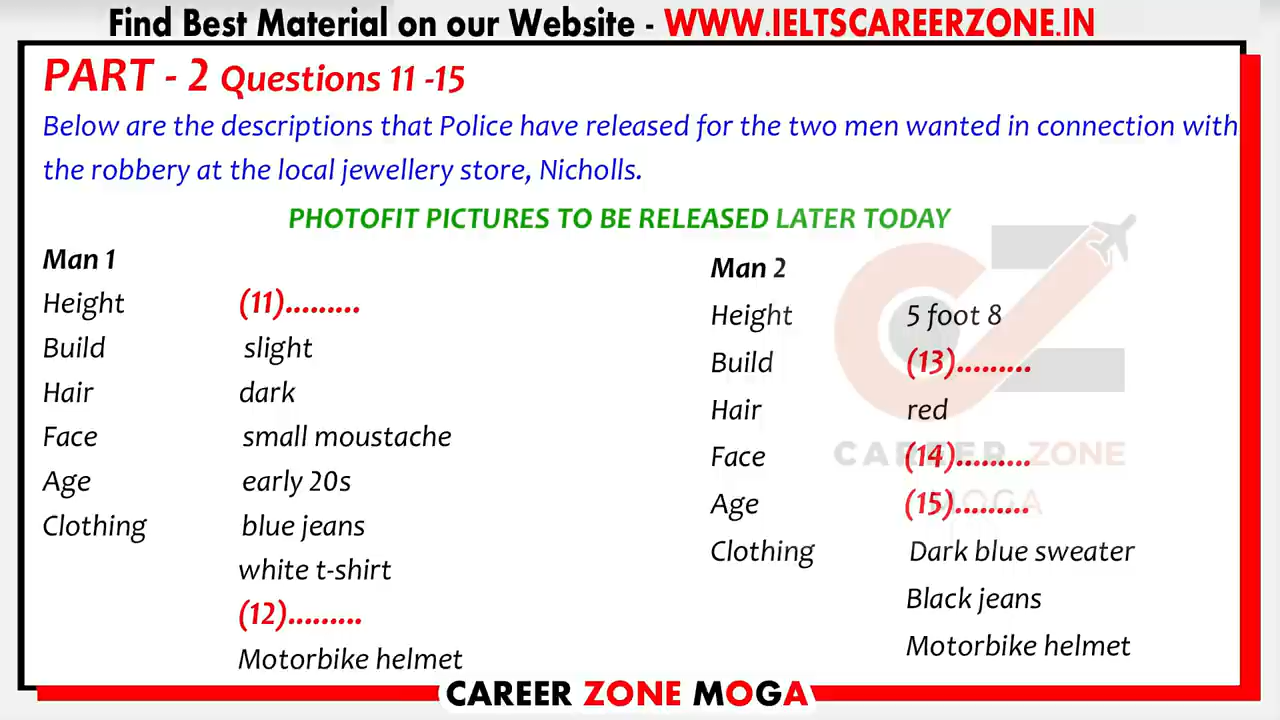 Find Best Material on our Website - WWW.IELTSCAREERZONE.IN
PART - 2 Questions 11 -15
Below are the descriptions that Police have released for the two men wanted in connection with
the robbery at the local jewellery store, Nicholls.
PHOTOFIT PICTURES TO BE RELEASED LATER TODAY
Man 1
Height (11).........
Build slight
Hair dark
Face small moustache
Age early 20s
Clothing blue jeans
white t-shirt
(12).........
Motorbike helmet
Man 2
Height 5 foot 8
Build (13).........
Hair red
Face (14).........
Age (15).........
Clothing Dark blue sweater
Black jeans
Motorbike helmet
CAREER ZONE
MOGA
CAREER ZONE MOGA